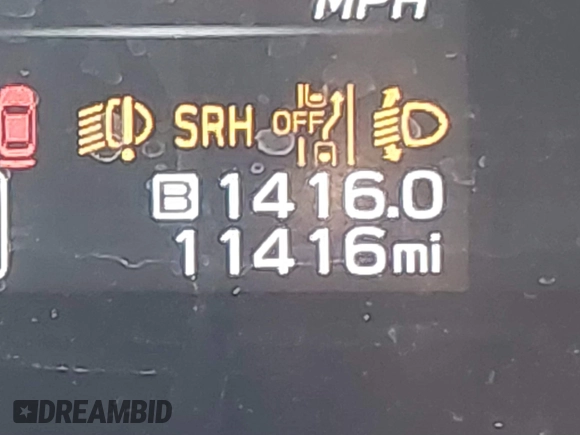 MPH
SRH OFF
B 1416.0
11416mi
DREAMBID